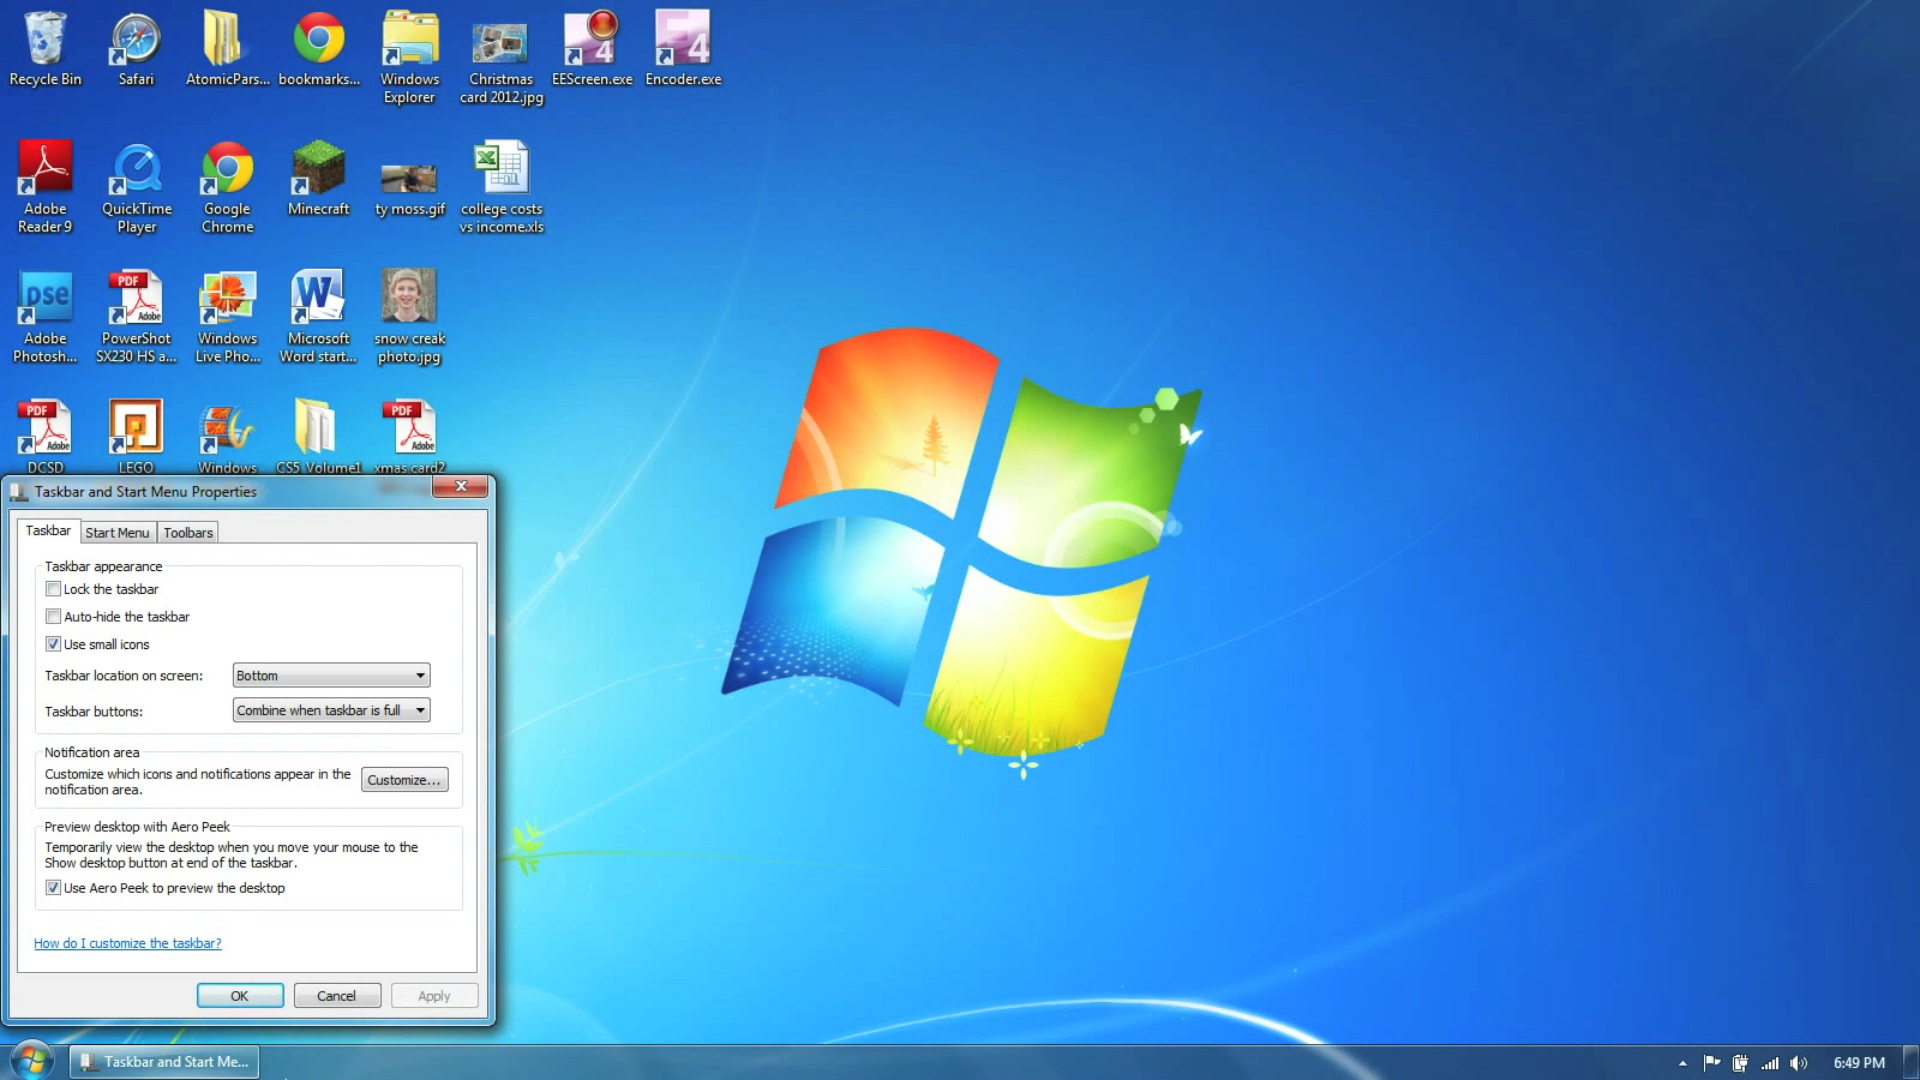 Recycle Bin
Safari
AtomicPars...
bookmarks...
Windows
Explorer
Christmas
card 2012.jpg
EEScreen.exe
Encoder.exe
Adobe
Reader 9
QuickTime
Player
Google
Chrome
Minecraft
ty moss.gif
college costs
vs income.xls
pse
Adobe
Photosh...
PDF
Adobe
PowerShot
SX230 HS a...
Windows
Live Pho...
Microsoft
Word start...
snow creak
photo.jpg
PDF
Adobe
DCSD
LEGO
Windows
CS5 Volume1
PDF
Adobe
xmas card2
Taskbar and Start Menu Properties
Taskbar
Start Menu
Toolbars
Taskbar appearance
Lock the taskbar
Auto-hide the taskbar
Use small icons
Taskbar location on screen:
Bottom
Taskbar buttons:
Combine when taskbar is full
Notification area
Customize which icons and notifications appear in the
notification area.
Customize...
Preview desktop with Aero Peek
Temporarily view the desktop when you move your mouse to the
Show desktop button at end of the taskbar.
Use Aero Peek to preview the desktop
How do I customize the taskbar?
OK
Cancel
Apply
Taskbar and Start Me...
6:49 PM